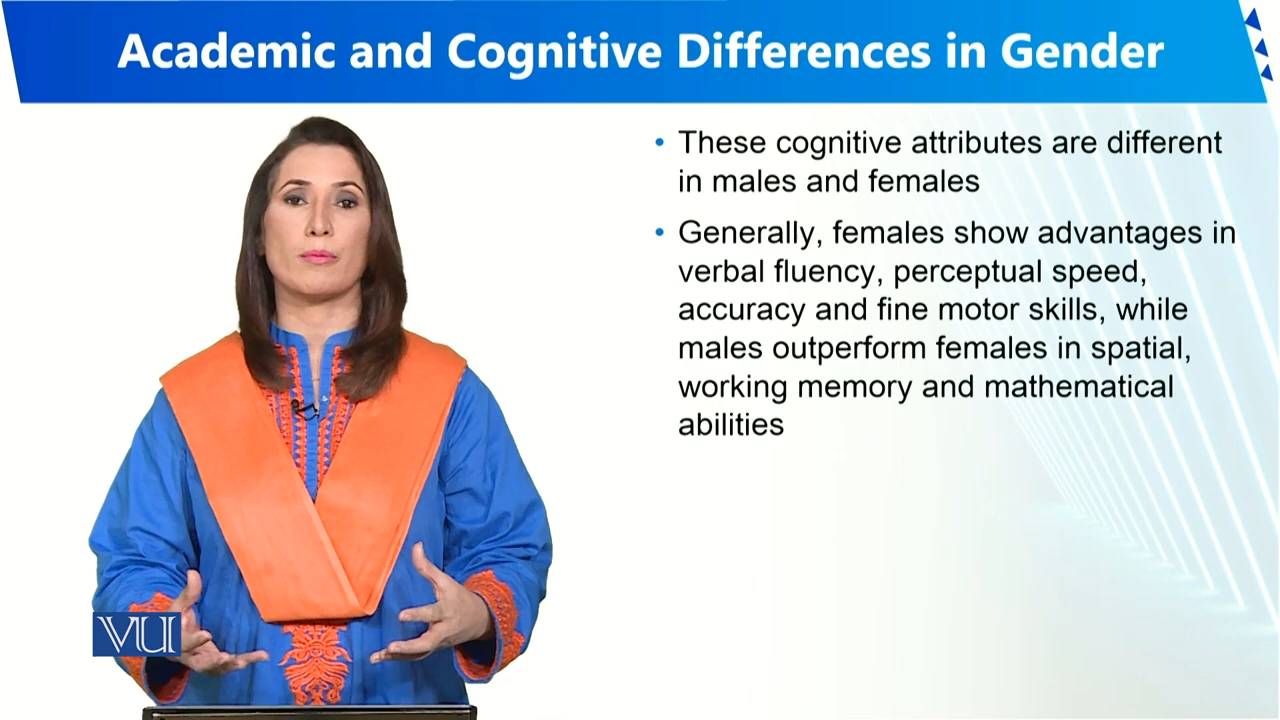 Academic and Cognitive Differences in Gender
• These cognitive attributes are different
in males and females
• Generally, females show advantages in
verbal fluency, perceptual speed,
accuracy and fine motor skills, while
males outperform females in spatial,
working memory and mathematical
abilities
VU